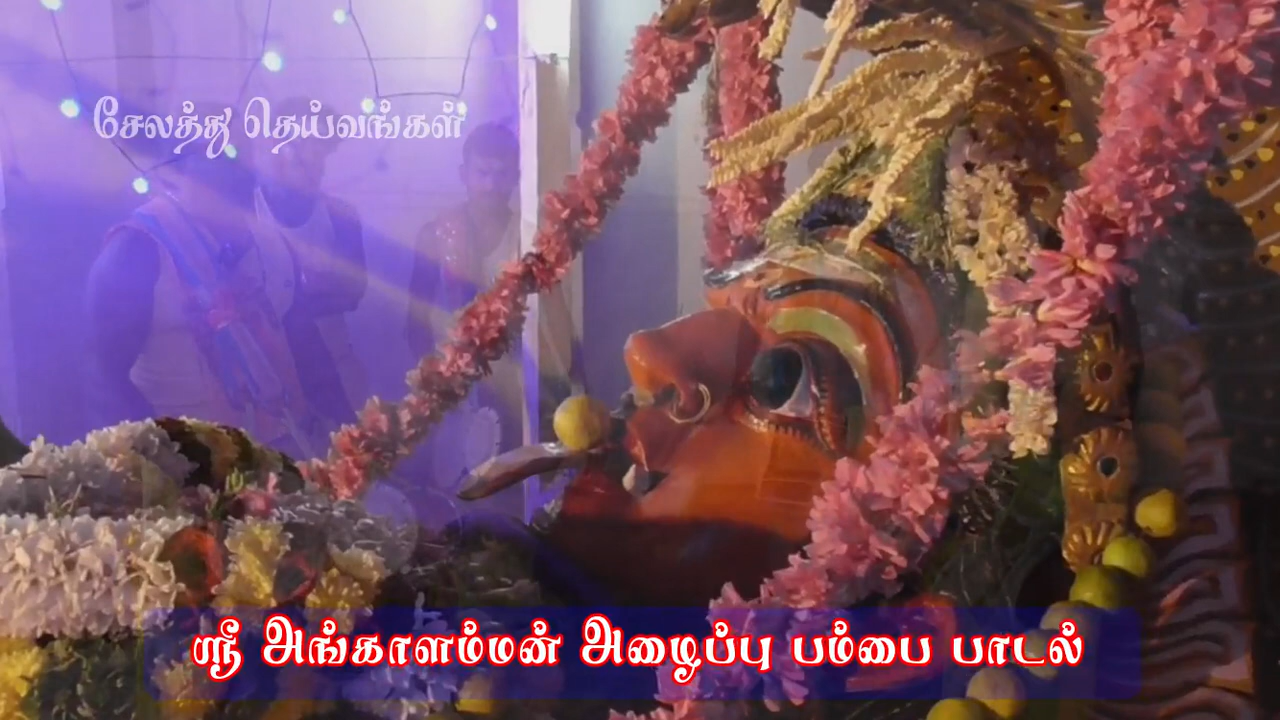 சேலத்து தெய்வங்கள்
ஸ்ரீ அங்காளம்மன் அழைப்பு பம்பை பாடல்